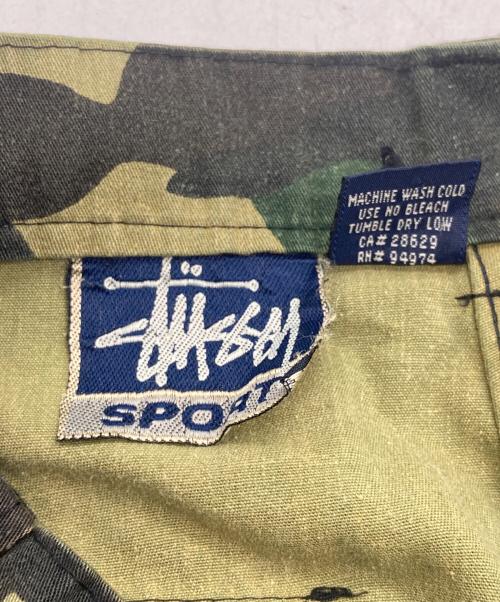 MACHINE WASH COLD
USE NO BLEACH
TUMBLE DRY LOW
CA# 28629
RN# 94974
Stüssy
SPORT